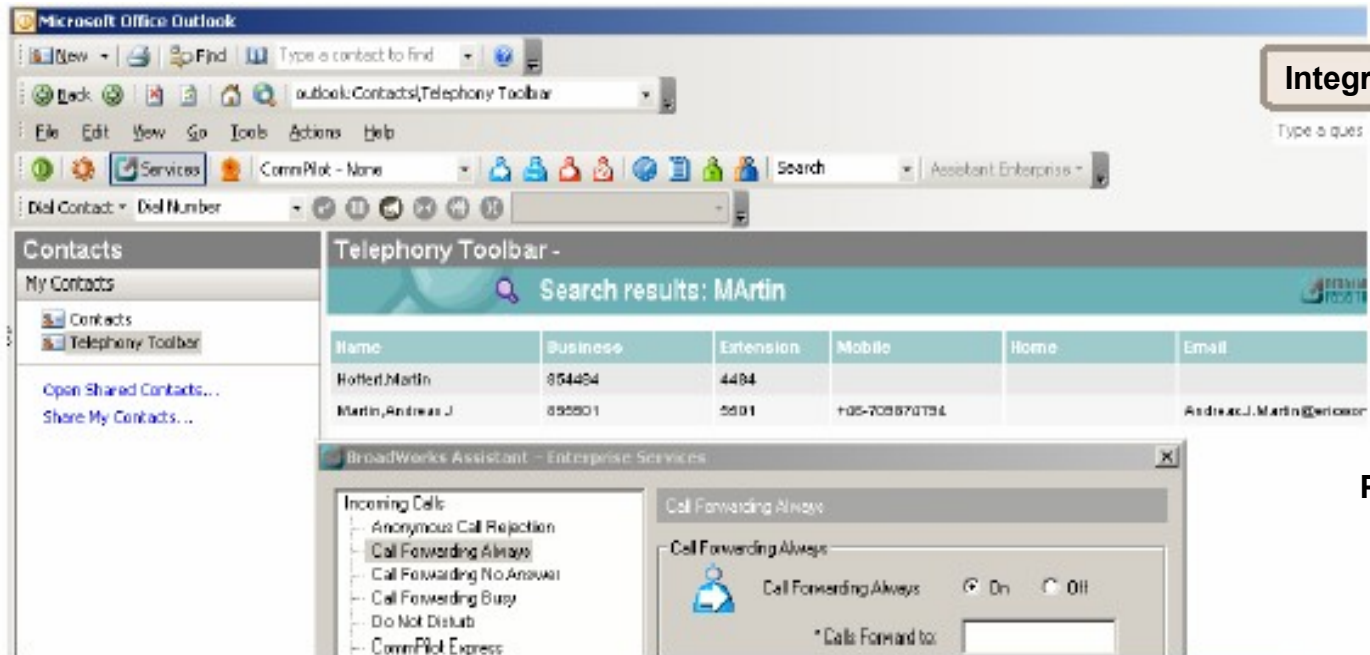 Microsoft Office Outlook
New Find Type a contact to find
Integr
Back outlook:Contacts\,Telephony Toolbar
File Edit View Go Tools Actions Help
Type a ques
Services CommPilot - None Search Assistant Enterprise
Dial Contact Dial Number
Contacts
Telephony Toolbar -
My Contacts
Search results: MArtin
Contacts
Telephony Toolbar
Name Business Extension Mobile Home Email
Hoffert,Martin 854484 4484
Open Shared Contacts...
Martin,Andreas J Andreas.J.Martin@ericsson
Share My Contacts...
BroadWorks Assistant - Enterprise Services
Incoming Calls
Call Forwarding Always
Anonymous Call Rejection
Call Forwarding Always
Call Forwarding Always
Call Forwarding No Answer
Call Forwarding Always On Off
Call Forwarding Busy
Do Not Disturb
* Calls Forward to:
CommPilot Express